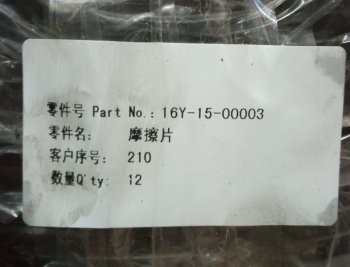 零件号 Part No.: 16Y-15-00003
零件名: 摩擦片
客户序号: 210
数量Q'ty: 12